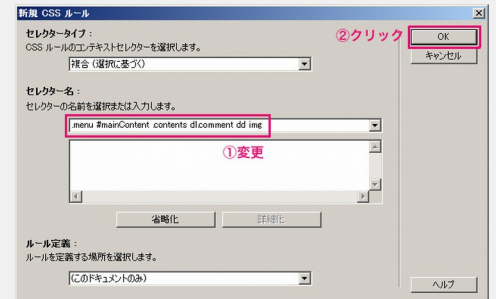 新規 CSS ルール
セレクタータイプ：
CSS ルールのコンテキストセレクターを選択します。
複合 (選択に基づく)
②クリック
OK
キャンセル
セレクター名：
セレクターの名前を選択または入力します。
.menu #mainContent .contents dl.comment dd img
①変更
省略化
詳細化
ルール定義：
ルールを定義する場所を選択します。
(このドキュメントのみ)
ヘルプ